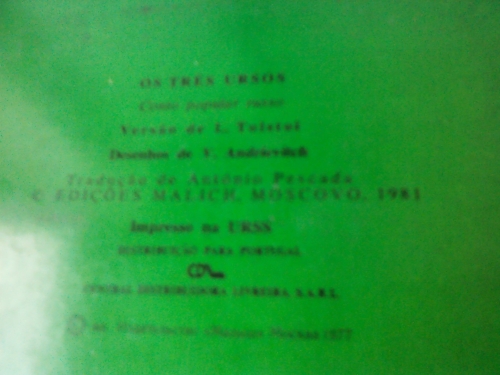 OS TRÊS URSOS
Conto popular russo
Versão de L. Tolstoi
Desenhos de V. Andrievitch
Tradução de António Pescada
© EDIÇÕES MALICH, MOSCOVO, 1981
Impresso na URSS
DISTRIBUIÇÃO PARA PORTUGAL
CDL
CENTRAL DISTRIBUIDORA LIVREIRA, S.A.R.L.